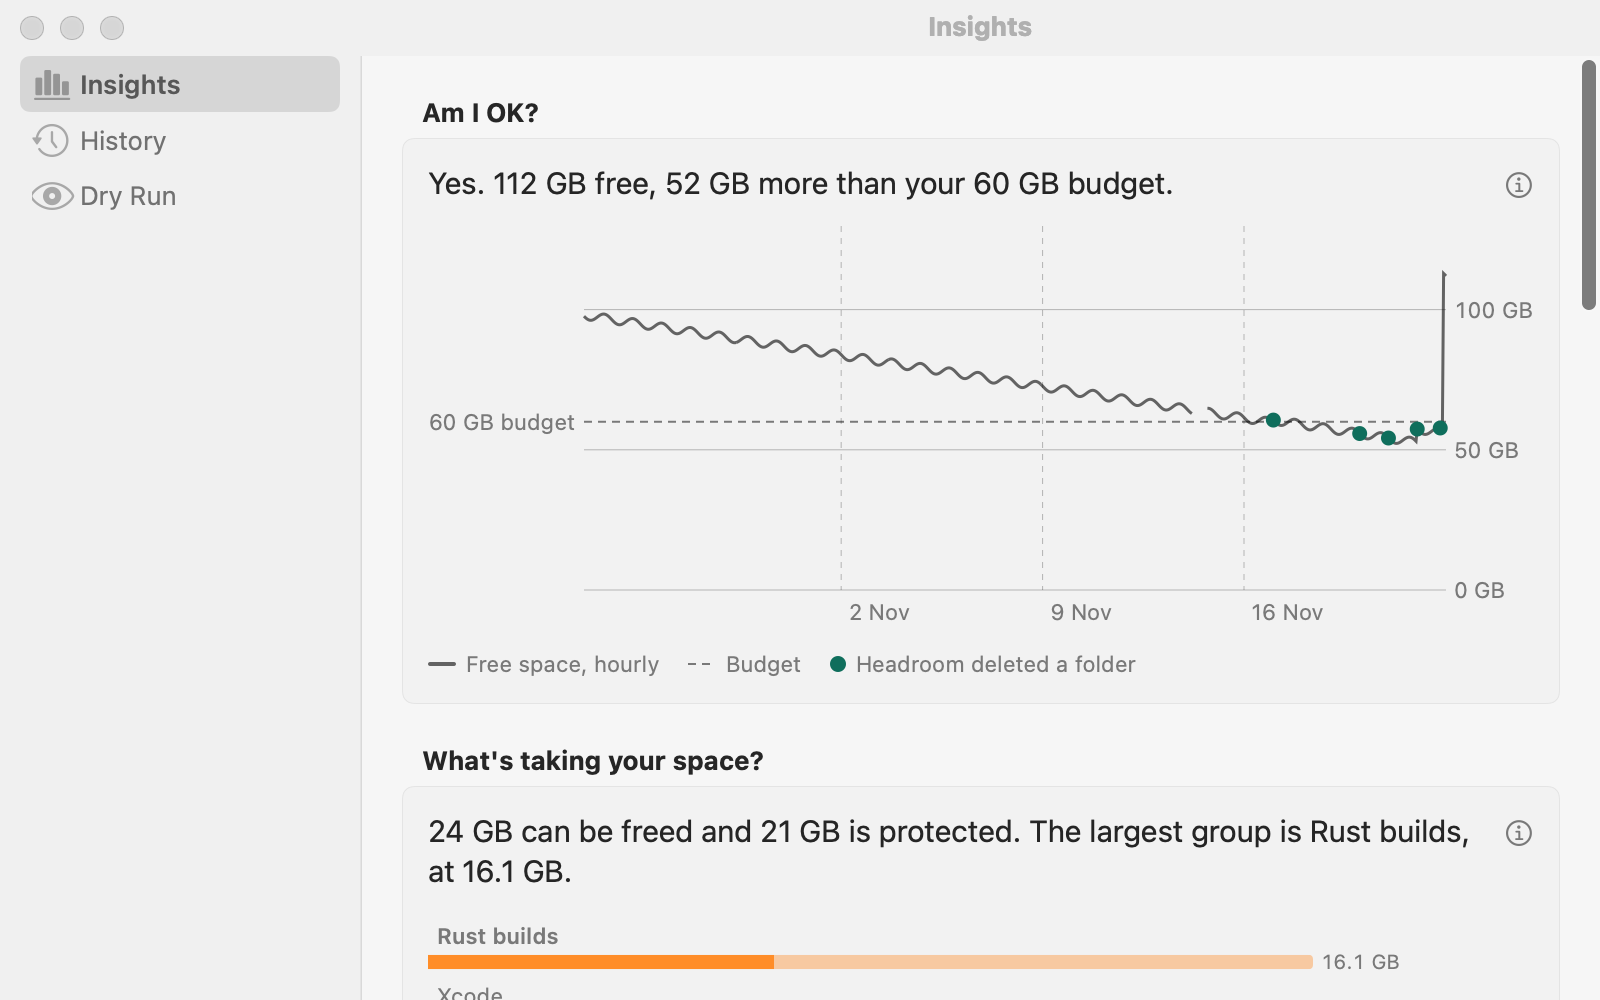 Insights
Insights
History
Dry Run
Am I OK?
Yes. 112 GB free, 52 GB more than your 60 GB budget.
100 GB
60 GB budget
50 GB
0 GB
2 Nov
9 Nov
16 Nov
Free space, hourly
Budget
Headroom deleted a folder
What's taking your space?
24 GB can be freed and 21 GB is protected. The largest group is Rust builds,
at 16.1 GB.
Rust builds
16.1 GB
Xcode